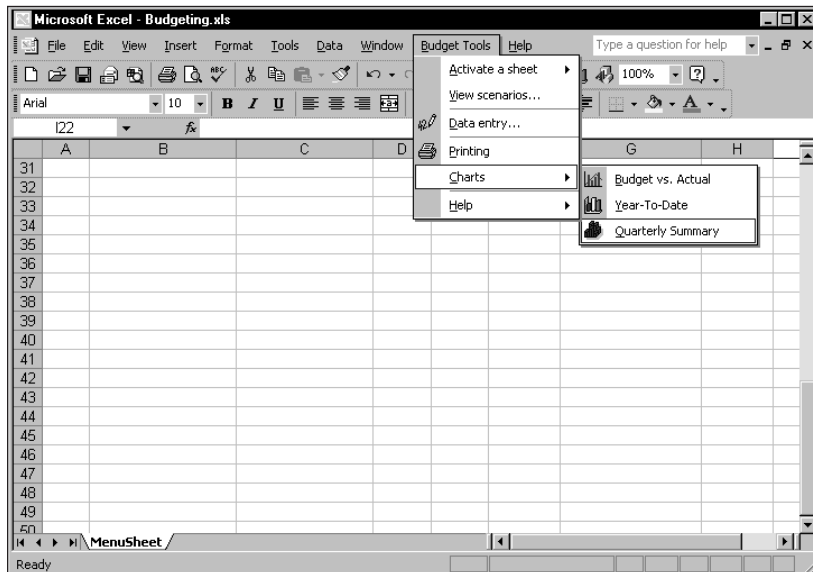 Microsoft Excel - Budgeting.xls
File Edit View Insert Format Tools Data Window Budget Tools Help Type a question for help
ABC 100%
Arial 10 B I U A
I22 fx
A B C D G H
Activate a sheet
View scenarios...
Data entry...
Printing
Charts
Help
Budget vs. Actual
Year-To-Date
Quarterly Summary
31
32
33
34
35
36
37
38
39
40
41
42
43
44
45
46
47
48
49
50
MenuSheet
Ready